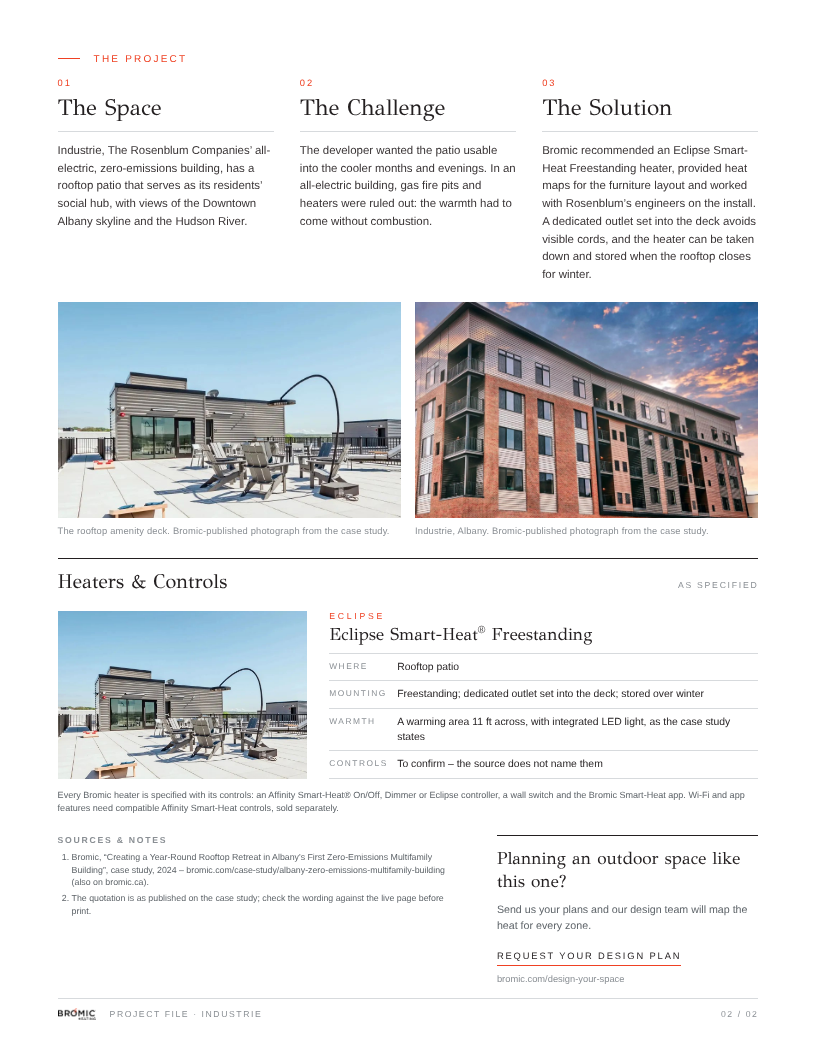 THE PROJECT
01
The Space
Industrie, The Rosenblum Companies’ all-
electric, zero-emissions building, has a
rooftop patio that serves as its residents’
social hub, with views of the Downtown
Albany skyline and the Hudson River.
02
The Challenge
The developer wanted the patio usable
into the cooler months and evenings. In an
all-electric building, gas fire pits and
heaters were ruled out: the warmth had to
come without combustion.
03
The Solution
Bromic recommended an Eclipse Smart-
Heat Freestanding heater, provided heat
maps for the furniture layout and worked
with Rosenblum’s engineers on the install.
A dedicated outlet set into the deck avoids
visible cords, and the heater can be taken
down and stored when the rooftop closes
for winter.
The rooftop amenity deck. Bromic-published photograph from the case study.
Industrie, Albany. Bromic-published photograph from the case study.
Heaters & Controls
AS SPECIFIED
ECLIPSE
Eclipse Smart-Heat® Freestanding
WHERE Rooftop patio
MOUNTING Freestanding; dedicated outlet set into the deck; stored over winter
WARMTH A warming area 11 ft across, with integrated LED light, as the case study
states
CONTROLS To confirm – the source does not name them
Every Bromic heater is specified with its controls: an Affinity Smart-Heat® On/Off, Dimmer or Eclipse controller, a wall switch and the Bromic Smart-Heat app. Wi-Fi and app
features need compatible Affinity Smart-Heat controls, sold separately.
SOURCES & NOTES
1. Bromic, “Creating a Year-Round Rooftop Retreat in Albany’s First Zero-Emissions Multifamily
Building”, case study, 2024 – bromic.com/case-study/albany-zero-emissions-multifamily-building
(also on bromic.ca).
2. The quotation is as published on the case study; check the wording against the live page before
print.
Planning an outdoor space like
this one?
Send us your plans and our design team will map the
heat for every zone.
REQUEST YOUR DESIGN PLAN
bromic.com/design-your-space
BROMIC
HEATING
PROJECT FILE · INDUSTRIE
02 / 02